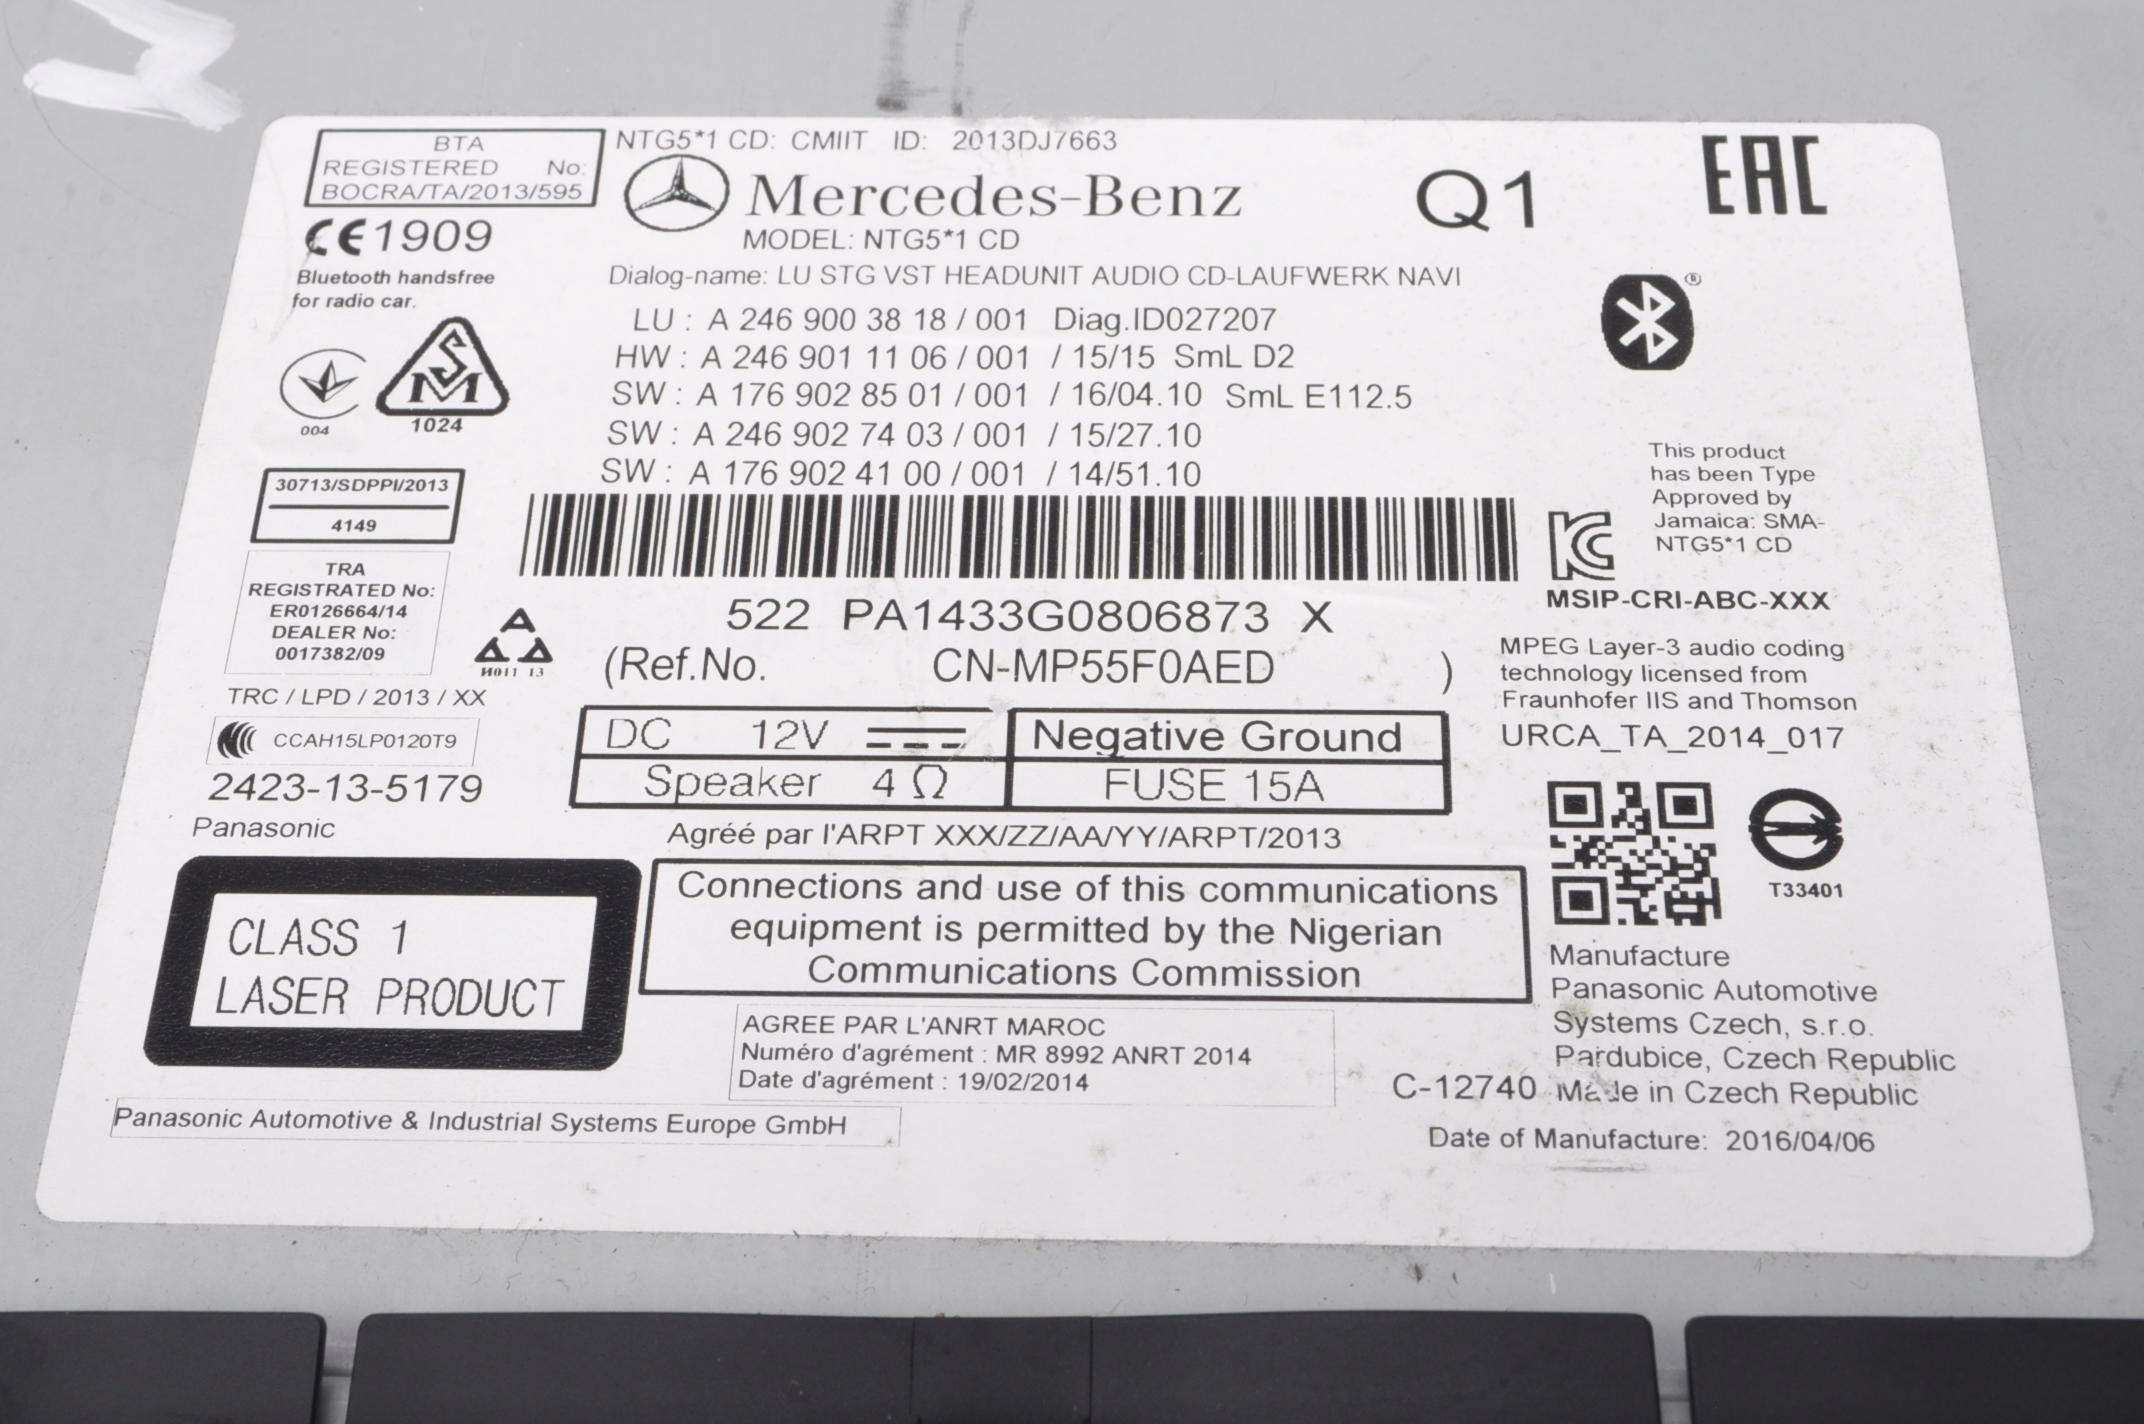 BTA
REGISTERED No:
BOCRA/TA/2013/595
NTG5*1 CD: CMIIT ID: 2013DJ7663
Mercedes-Benz
MODEL: NTG5*1 CD
Q1
EAC
CE1909
Bluetooth handsfree
for radio car.
Dialog-name: LU STG VST HEADUNIT AUDIO CD-LAUFWERK NAVI
LU : A 246 900 38 18 / 001 Diag.ID027207
HW : A 246 901 11 06 / 001 / 15/15 SmL D2
SW : A 176 902 85 01 / 001 / 16/04.10 SmL E112.5
SW : A 246 902 74 03 / 001 / 15/27.10
SW : A 176 902 41 00 / 001 / 14/51.10
004
SM
1024
30713/SDPPI/2013
4149
TRA
REGISTRATED No:
ER0126664/14
DEALER No:
0017382/09
И011 13
TRC / LPD / 2013 / XX
CCAH15LP0120T9
2423-13-5179
Panasonic
522 PA1433G0806873 X
(Ref.No. CN-MP55F0AED )
DC 12V
Negative Ground
Speaker 4 Ω
FUSE 15A
Agréé par l'ARPT XXX/ZZ/AA/YY/ARPT/2013
This product
has been Type
Approved by
Jamaica: SMA-
NTG5*1 CD
MSIP-CRI-ABC-XXX
MPEG Layer-3 audio coding
technology licensed from
Fraunhofer IIS and Thomson
URCA_TA_2014_017
T33401
CLASS 1
LASER PRODUCT
Connections and use of this communications
equipment is permitted by the Nigerian
Communications Commission
AGREE PAR L'ANRT MAROC
Numéro d'agrément : MR 8992 ANRT 2014
Date d'agrément : 19/02/2014
Manufacture
Panasonic Automotive
Systems Czech, s.r.o.
Pardubice, Czech Republic
C-12740 Made in Czech Republic
Date of Manufacture: 2016/04/06
Panasonic Automotive & Industrial Systems Europe GmbH